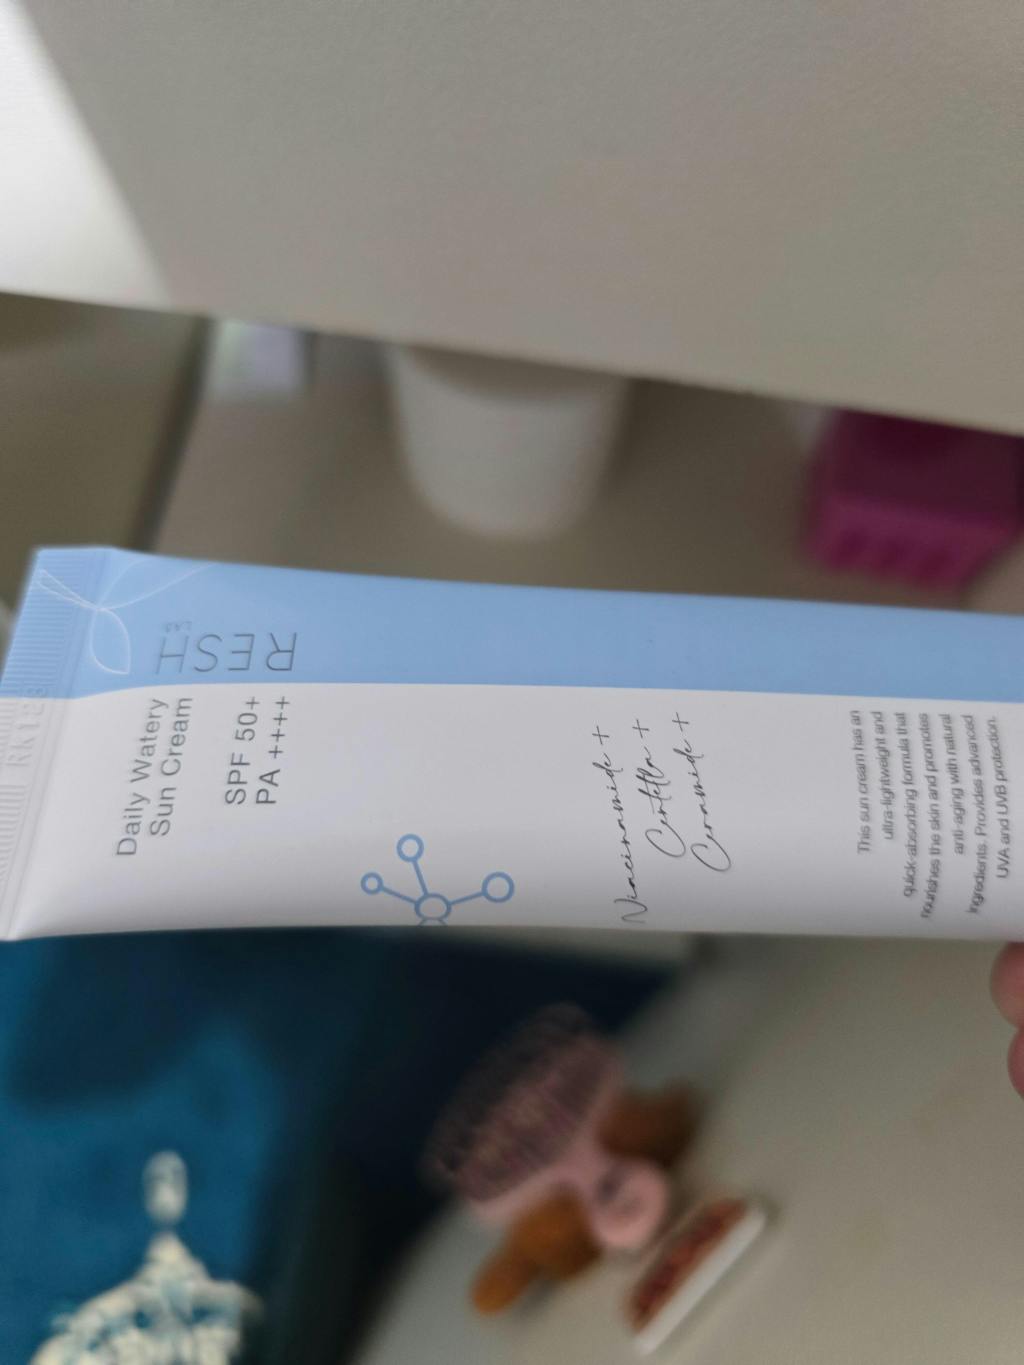 RESH
LAB
Daily Watery
Sun Cream
SPF 50+
PA ++++
Niacinamide +
Centella +
Ceramide +
This sun cream has an
ultra-lightweight and
quick-absorbing formula that
nourishes the skin and promotes
anti-aging with natural
ingredients. Provides advanced
UVA and UVB protection.